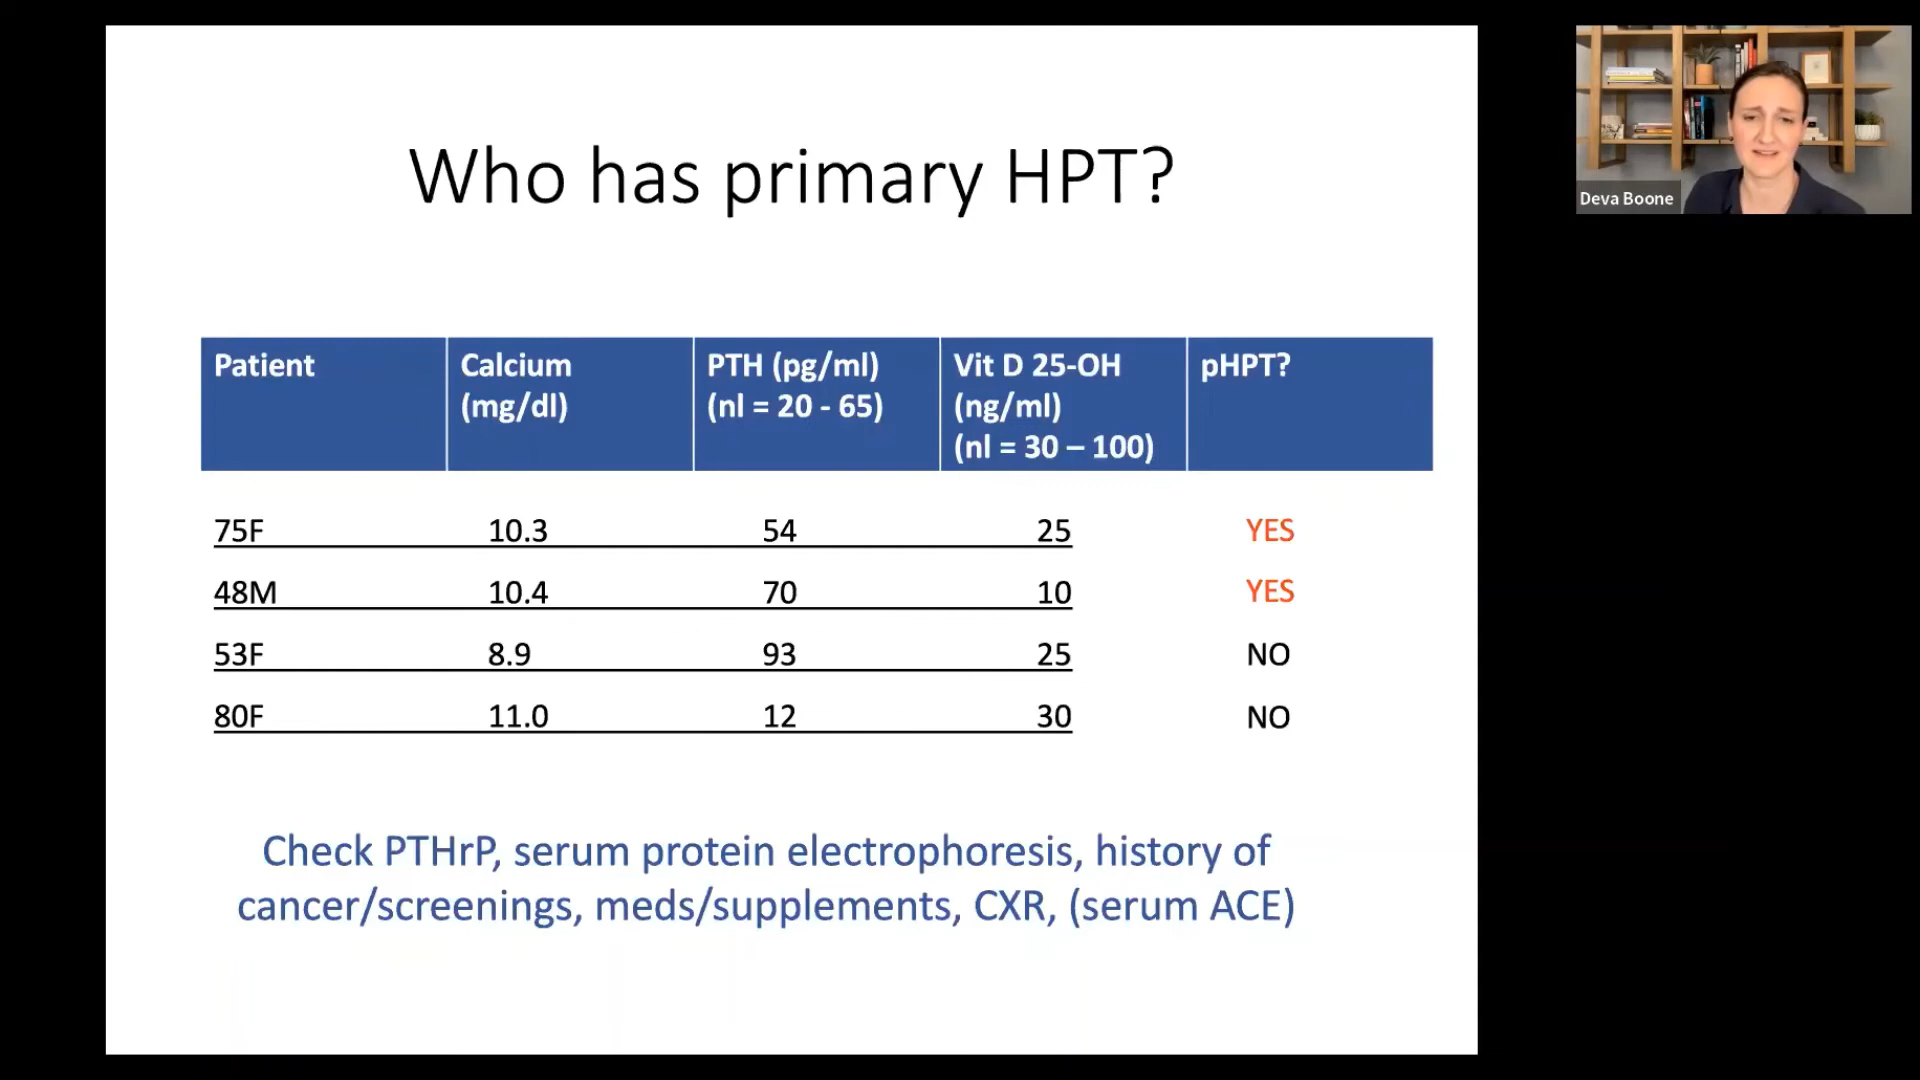 Who has primary HPT?
Patient Calcium (mg/dl) PTH (pg/ml) (nl = 20 - 65) Vit D 25-OH (ng/ml) (nl = 30 – 100) pHPT?
75F 10.3 54 25 YES
48M 10.4 70 10 YES
53F 8.9 93 25 NO
80F 11.0 12 30 NO
Check PTHrP, serum protein electrophoresis, history of
cancer/screenings, meds/supplements, CXR, (serum ACE)
Deva Boone